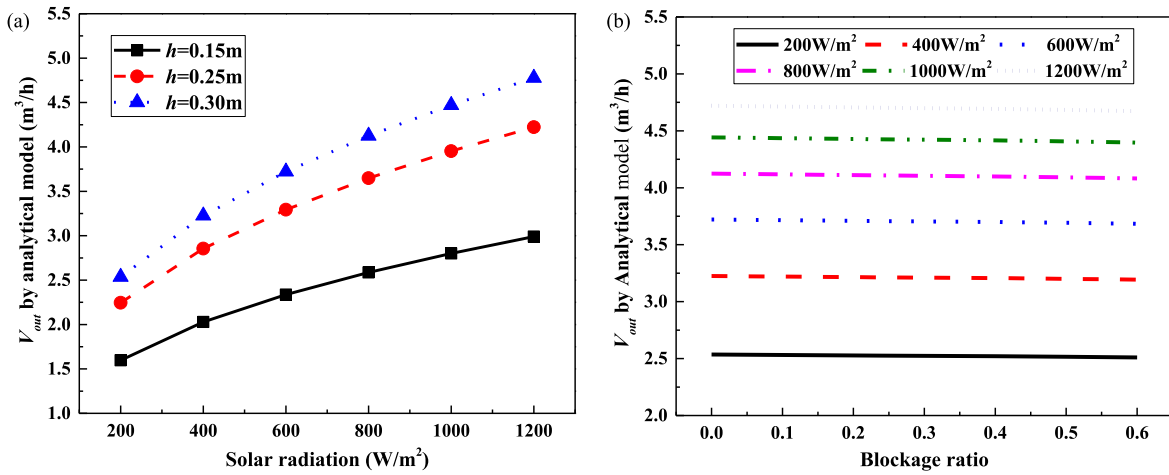 (a)
5.5
5.0
4.5
4.0
3.5
3.0
2.5
2.0
1.5
1.0
V_out by analytical model (m³/h)
h=0.15m
h=0.25m
h=0.30m
200 400 600 800 1000 1200
Solar radiation (W/m²)
(b)
5.5
5.0
4.5
4.0
3.5
3.0
2.5
2.0
V_out by Analytical model (m³/h)
200W/m² 400W/m² 600W/m²
800W/m² 1000W/m² 1200W/m²
0.0 0.1 0.2 0.3 0.4 0.5 0.6
Blockage ratio